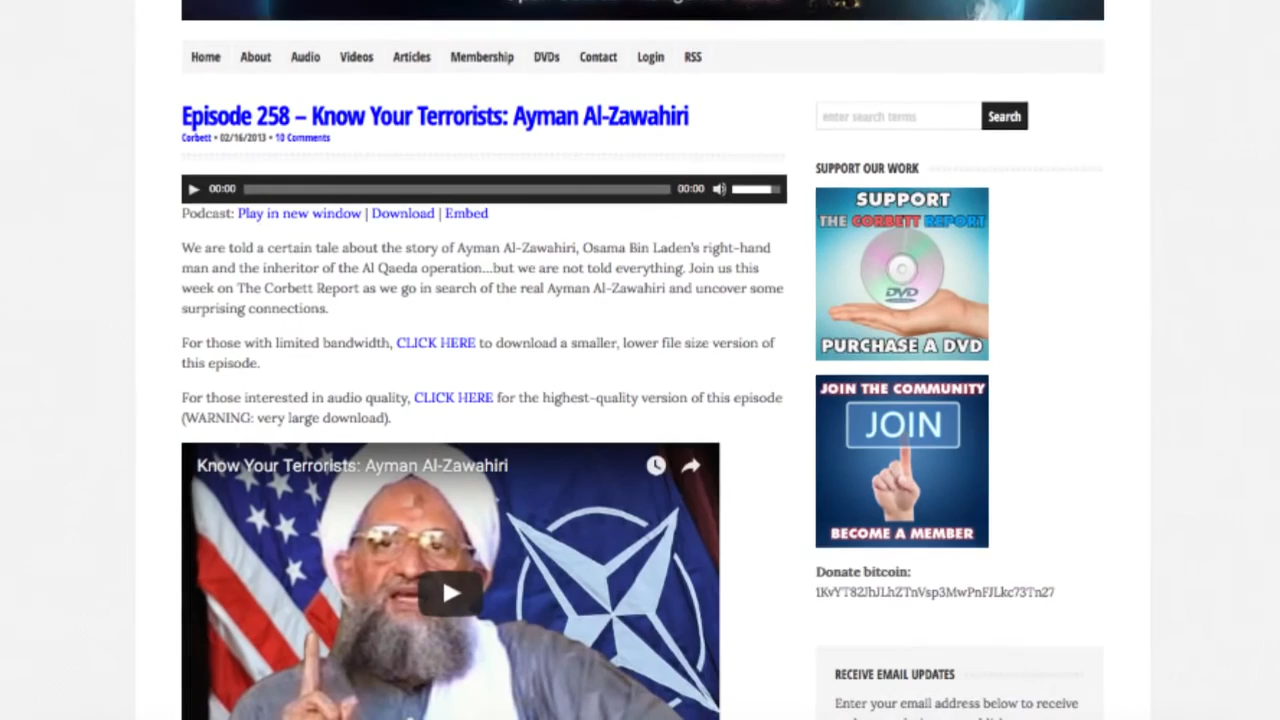 Home About Audio Videos Articles Membership DVDs Contact Login RSS
Episode 258 – Know Your Terrorists: Ayman Al-Zawahiri
Corbett • 02/16/2013 • 10 Comments
00:00 00:00
Podcast: Play in new window | Download | Embed
We are told a certain tale about the story of Ayman Al-Zawahiri, Osama Bin Laden's right-hand
man and the inheritor of the Al Qaeda operation...but we are not told everything. Join us this
week on The Corbett Report as we go in search of the real Ayman Al-Zawahiri and uncover some
surprising connections.
For those with limited bandwidth, CLICK HERE to download a smaller, lower file size version of
this episode.
For those interested in audio quality, CLICK HERE for the highest-quality version of this episode
(WARNING: very large download).
Know Your Terrorists: Ayman Al-Zawahiri
enter search terms Search
SUPPORT OUR WORK
SUPPORT
THE CORBETT REPORT
DVD
PURCHASE A DVD
JOIN THE COMMUNITY
JOIN
BECOME A MEMBER
Donate bitcoin:
1KvYT82JhJLhZTnVsp3MwPnFJLkc73Tn27
RECEIVE EMAIL UPDATES
Enter your email address below to receive